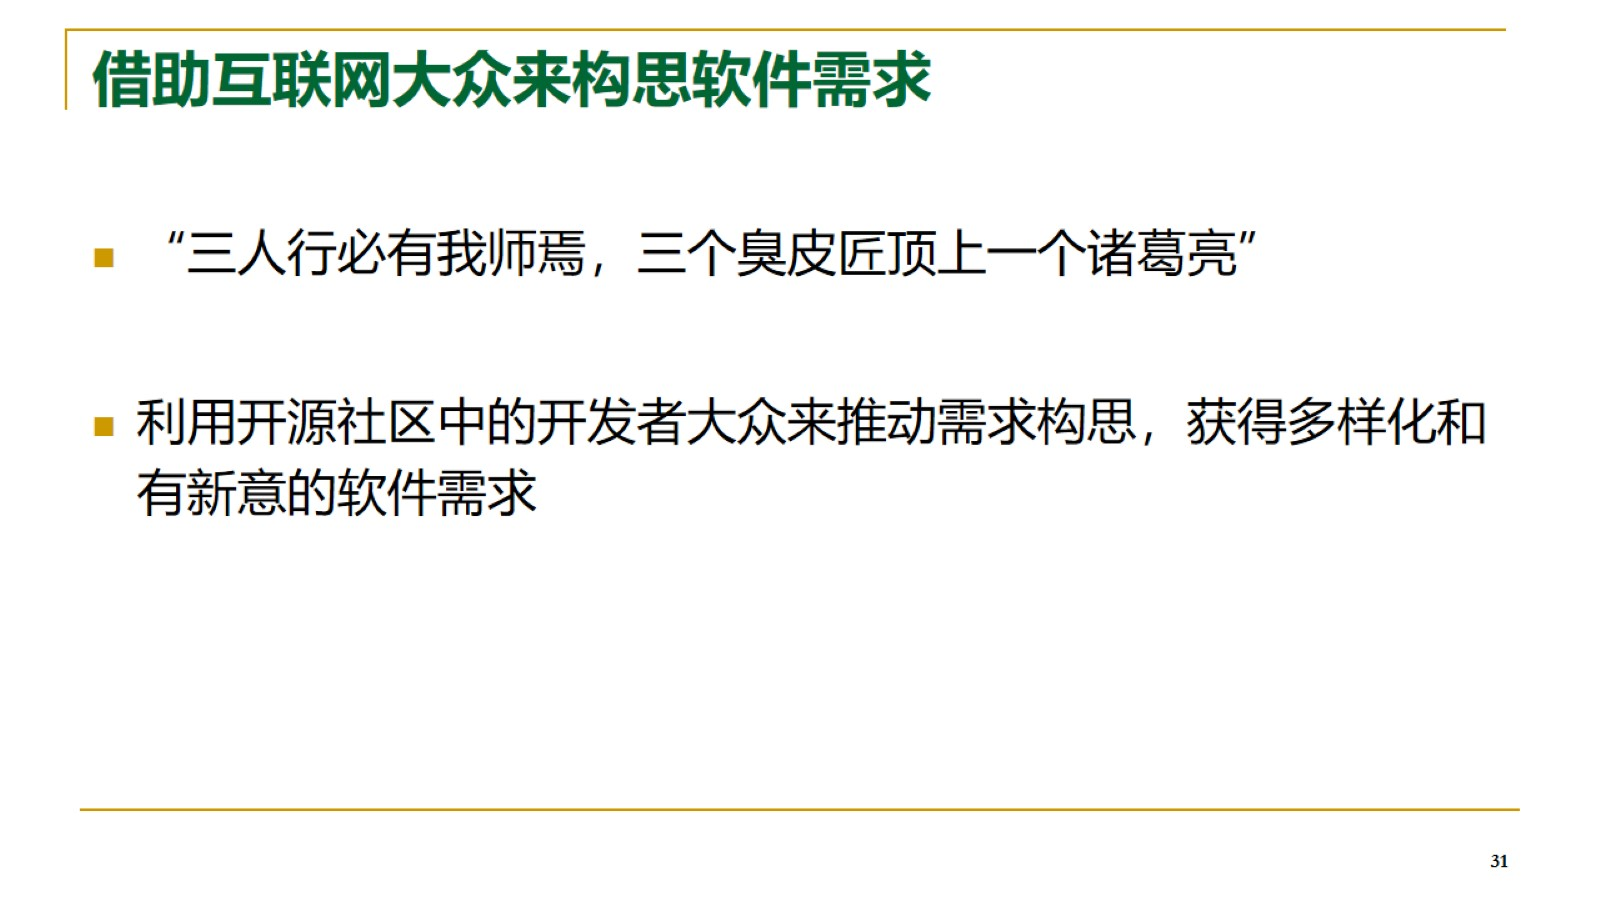 借助互联网大众来构思软件需求
“三人行必有我师焉，三个臭皮匠顶上一个诸葛亮”
利用开源社区中的开发者大众来推动需求构思，获得多样化和
有新意的软件需求
31